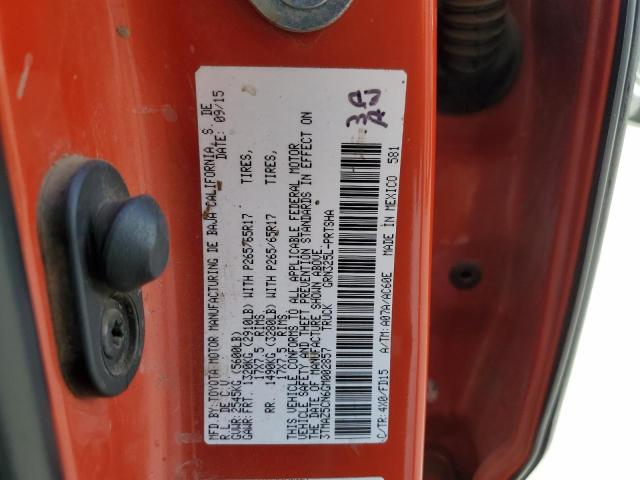 MFD.BY:TOYOTA MOTOR MANUFACTURING DE BAJA CALIFORNIA, S. DE
R.L. DE C.V. DATE: 09/15
GVWR: 2545KG (5600LB)
GAWR:FRT. 1320KG (2910LB) WITH P265/65R17 TIRES,
17X7.5 RIMS.
RR. 1490KG (3280LB) WITH P265/65R17 TIRES,
17X7.5 RIMS.
THIS VEHICLE CONFORMS TO ALL APPLICABLE FEDERAL MOTOR
VEHICLE SAFETY AND THEFT PREVENTION STANDARDS IN EFFECT ON
THE DATE OF MANUFACTURE SHOWN ABOVE.
3TMAZ5CN6GM002857 TRUCK GRN325L-PRTSHA
C/TR: 4X0/FD15 A/TM: A07A/AC60E MADE IN MEXICO 581